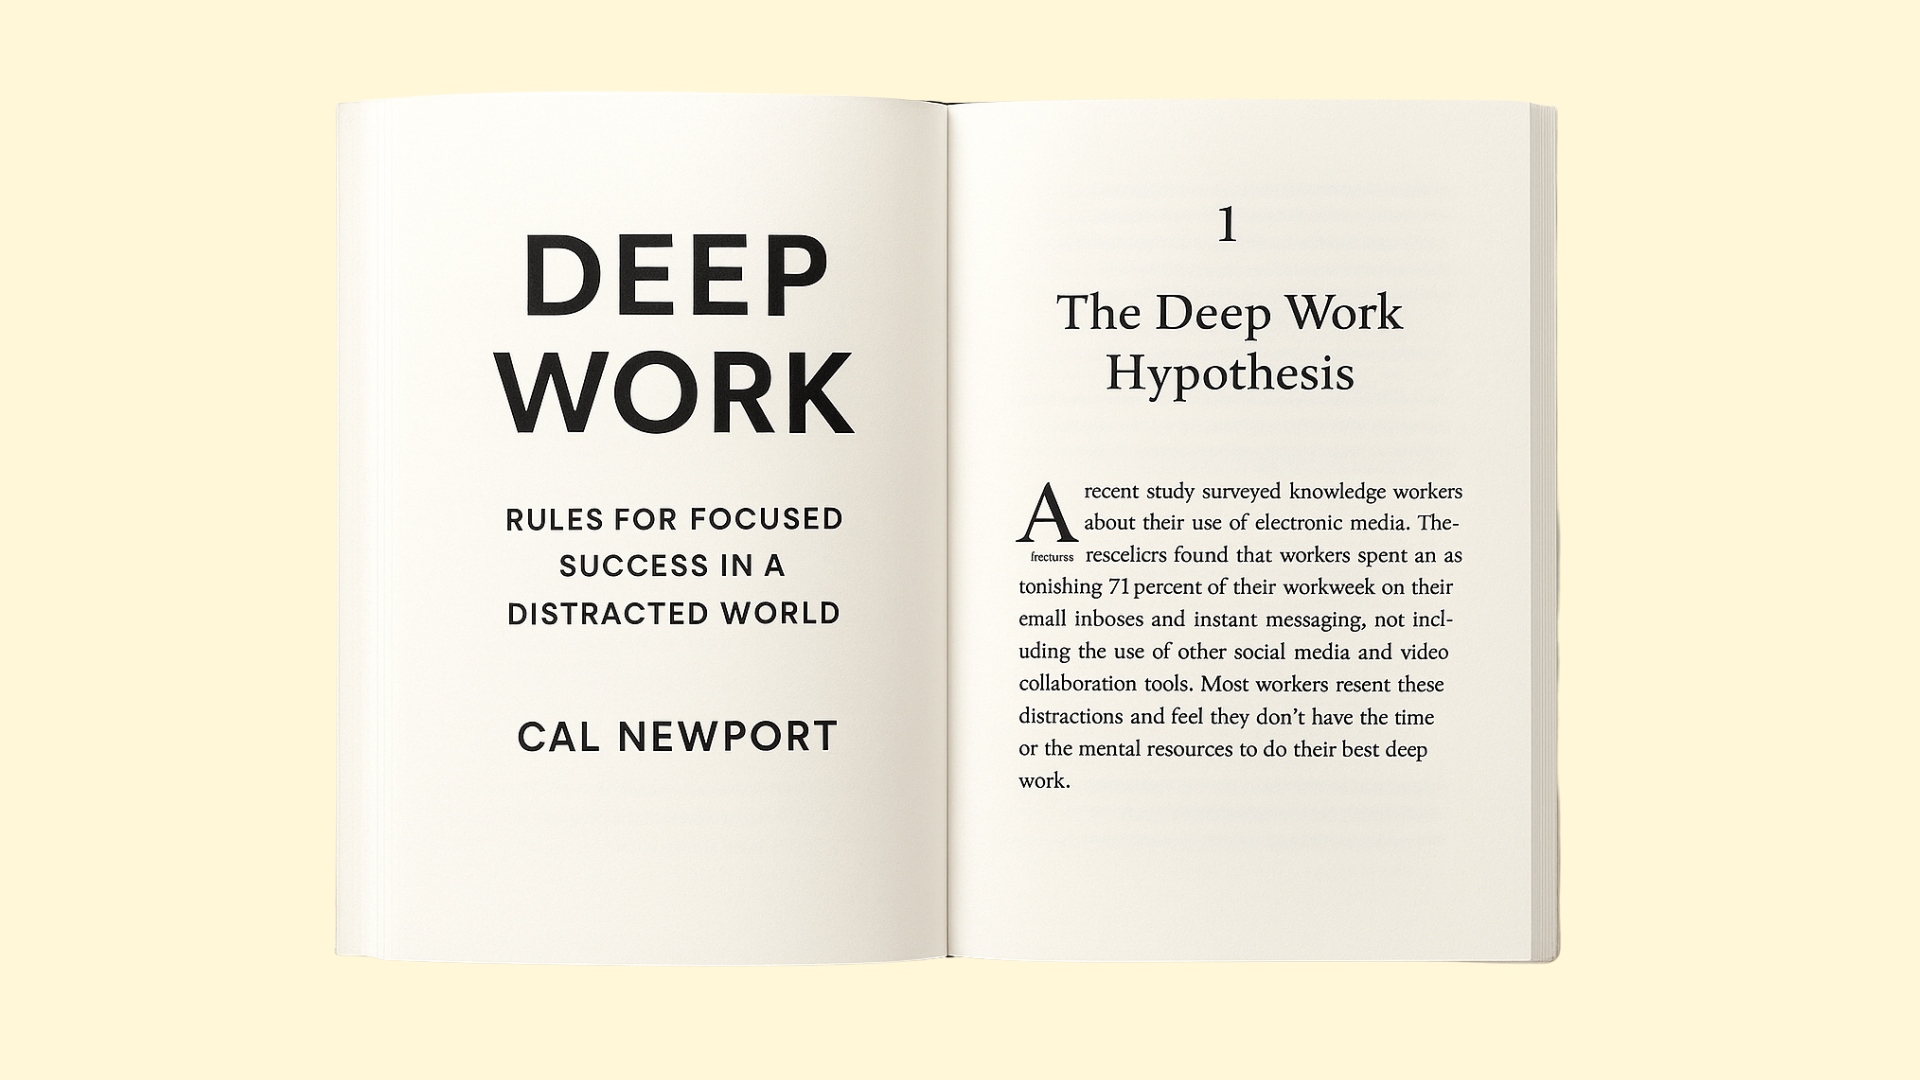 DEEP
WORK
RULES FOR FOCUSED
SUCCESS IN A
DISTRACTED WORLD
CAL NEWPORT
1
The Deep Work
Hypothesis
A recent study surveyed knowledge workers
about their use of electronic media. The-
frecturss rescelicrs found that workers spent an as
tonishing 71 percent of their workweek on their
emall inboses and instant messaging, not incl-
uding the use of other social media and video
collaboration tools. Most workers resent these
distractions and feel they don’t have the time
or the mental resources to do their best deep
work.